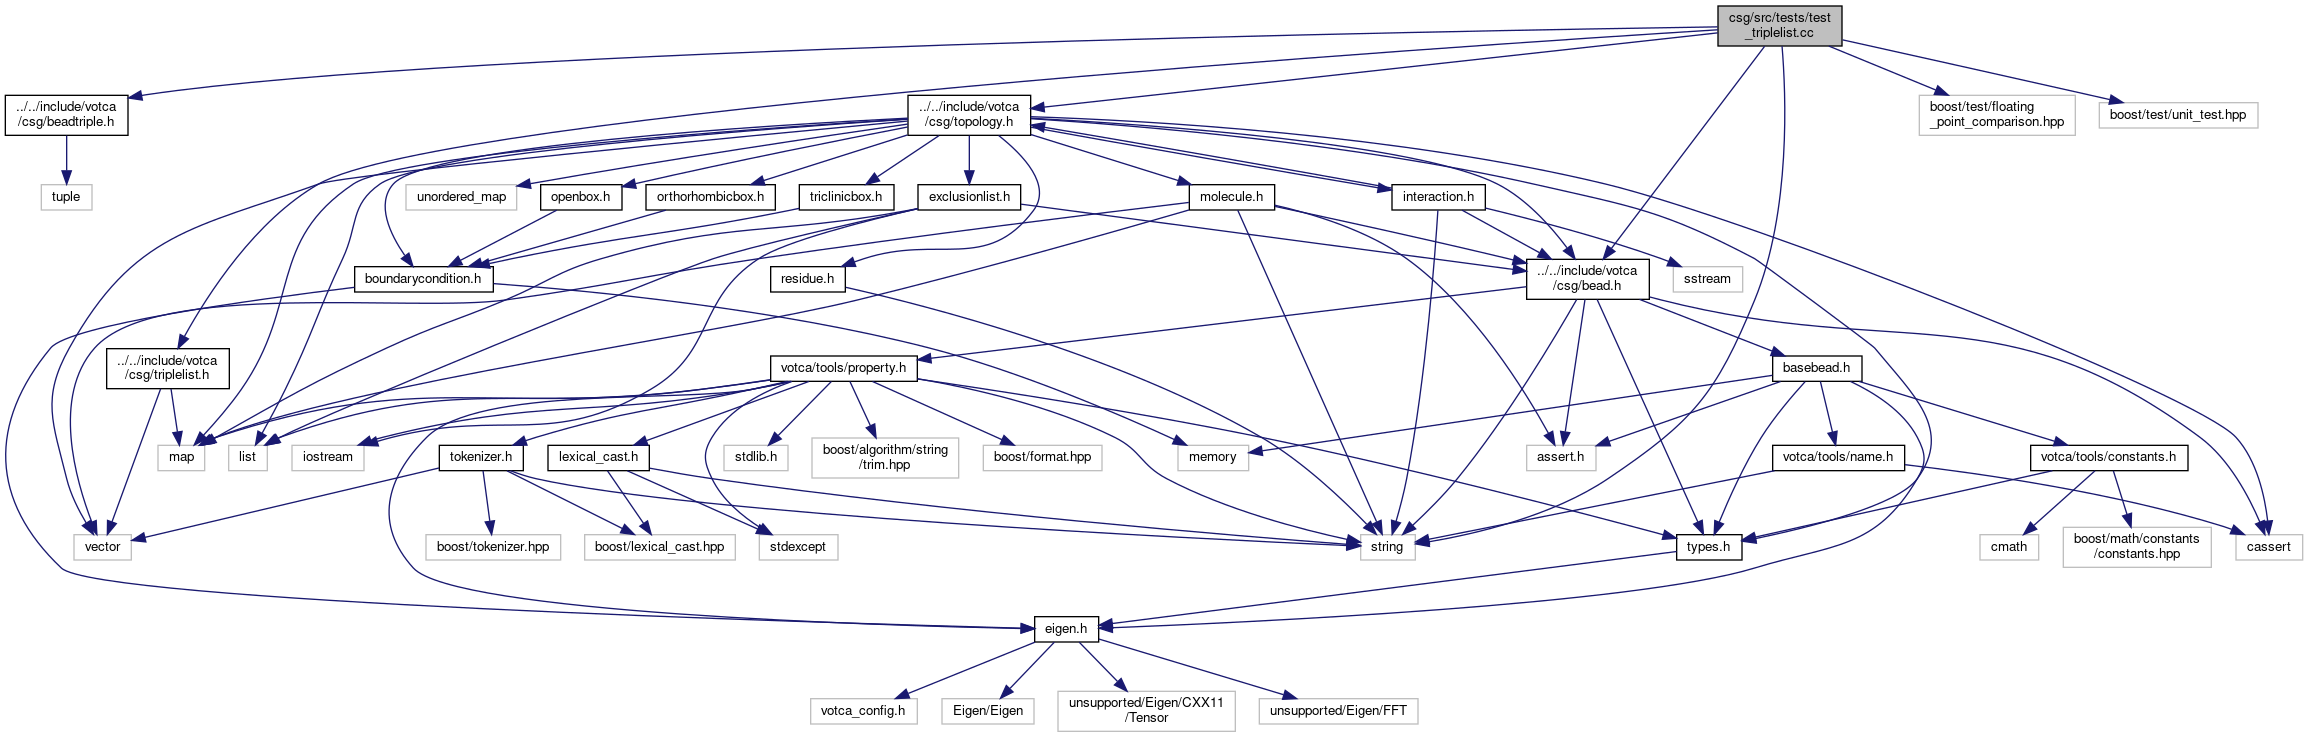 csg/src/tests/test
_triplelist.cc
../../include/votca
/csg/beadtriple.h
../../include/votca
/csg/topology.h
boost/test/floating
_point_comparison.hpp
boost/test/unit_test.hpp
tuple
unordered_map
openbox.h
orthorhombicbox.h
triclinicbox.h
exclusionlist.h
molecule.h
interaction.h
boundarycondition.h
residue.h
../../include/votca
/csg/bead.h
sstream
../../include/votca
/csg/triplelist.h
votca/tools/property.h
basebead.h
map
list
iostream
tokenizer.h
lexical_cast.h
stdlib.h
boost/algorithm/string
/trim.hpp
boost/format.hpp
memory
assert.h
votca/tools/name.h
votca/tools/constants.h
vector
boost/tokenizer.hpp
boost/lexical_cast.hpp
stdexcept
string
types.h
cmath
boost/math/constants
/constants.hpp
cassert
eigen.h
votca_config.h
Eigen/Eigen
unsupported/Eigen/CXX11
/Tensor
unsupported/Eigen/FFT